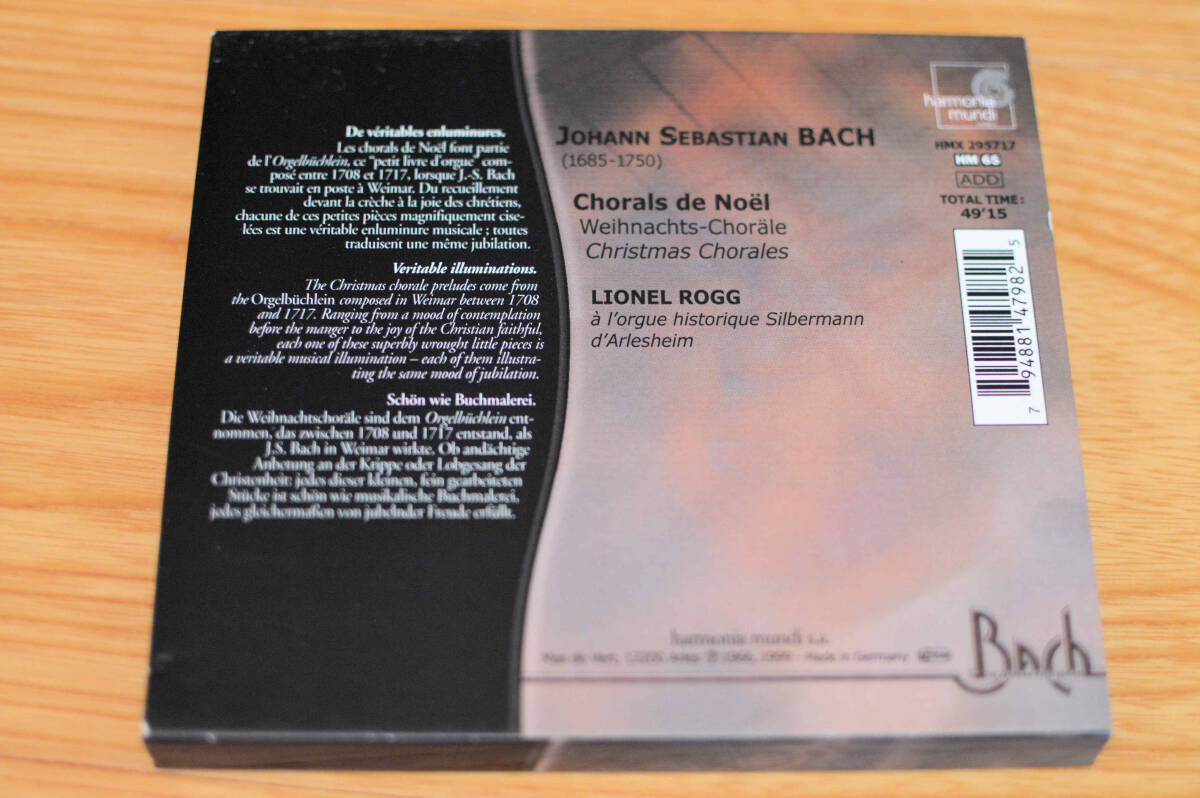 De véritables enluminures.
Les chorals de Noël font partie
de l'Orgelbüchlein, ce "petit livre d'orgue" com-
posé entre 1708 et 1717, lorsque J.-S. Bach
se trouvait en poste à Weimar. Du recueillement
devant la crèche à la joie des chrétiens,
chacune de ces petites pièces magnifiquement cise-
lées est une véritable enluminure musicale ; toutes
traduisent une même jubilation.
Veritable illuminations.
The Christmas chorale preludes come from
the Orgelbüchlein composed in Weimar between 1708
and 1717. Ranging from a mood of contemplation
before the manger to the joy of the Christian faithful,
each one of these superbly wrought little pieces is
a veritable musical illumination – each of them illustra-
ting the same mood of jubilation.
Schön wie Buchmalerei.
Die Weihnachtschoräle sind dem Orgelbüchlein ent-
nommen, das zwischen 1708 und 1717 entstand, als
J.S. Bach in Weimar wirkte. Ob andächtige
Anbetung an der Krippe oder Lobgesang der
Christenheit: jedes dieser kleinen, fein gearbeiteten
Stücke ist schön wie musikalische Buchmalerei,
jedes gleichermaßen von jubelnder Freude erfüllt.
JOHANN SEBASTIAN BACH
(1685-1750)
Chorals de Noël
Weihnachts-Choräle
Christmas Chorales
LIONEL ROGG
à l'orgue historique Silbermann
d'Arlesheim
harmonia
mundi
HMX 295717
HM 65
ADD
TOTAL TIME:
49'15
7 94881 47982 5
harmonia mundi s.a.
Mas de Vert, 13200 Arles ℗ 1999 - Made in Germany
Bach